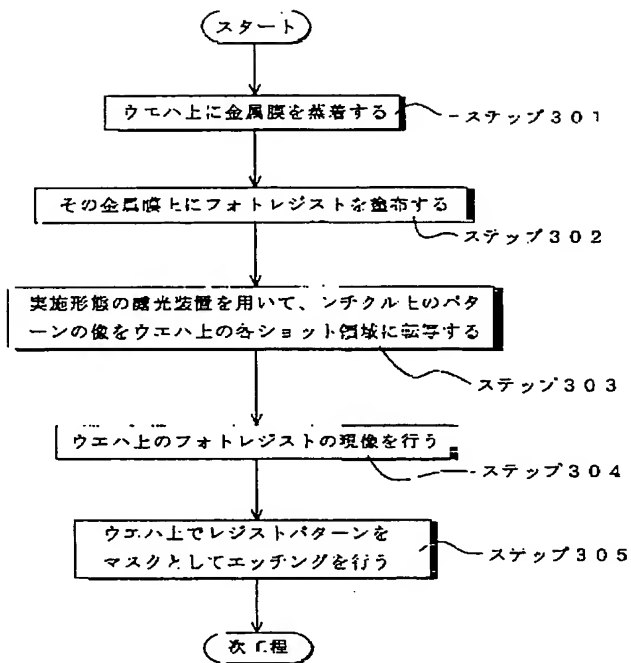 スタート
ウエハ上に金属膜を蒸着する
ステップ301
その金属膜上にフォトレジストを塗布する
ステップ302
実施形態の露光装置を用いて、レチクル上のパタ
ーンの像をウエハ上の各ショット領域に転写する
ステップ303
ウエハ上のフォトレジストの現像を行う
ステップ304
ウエハ上でレジストパターンを
マスクとしてエッチングを行う
ステップ305
次工程